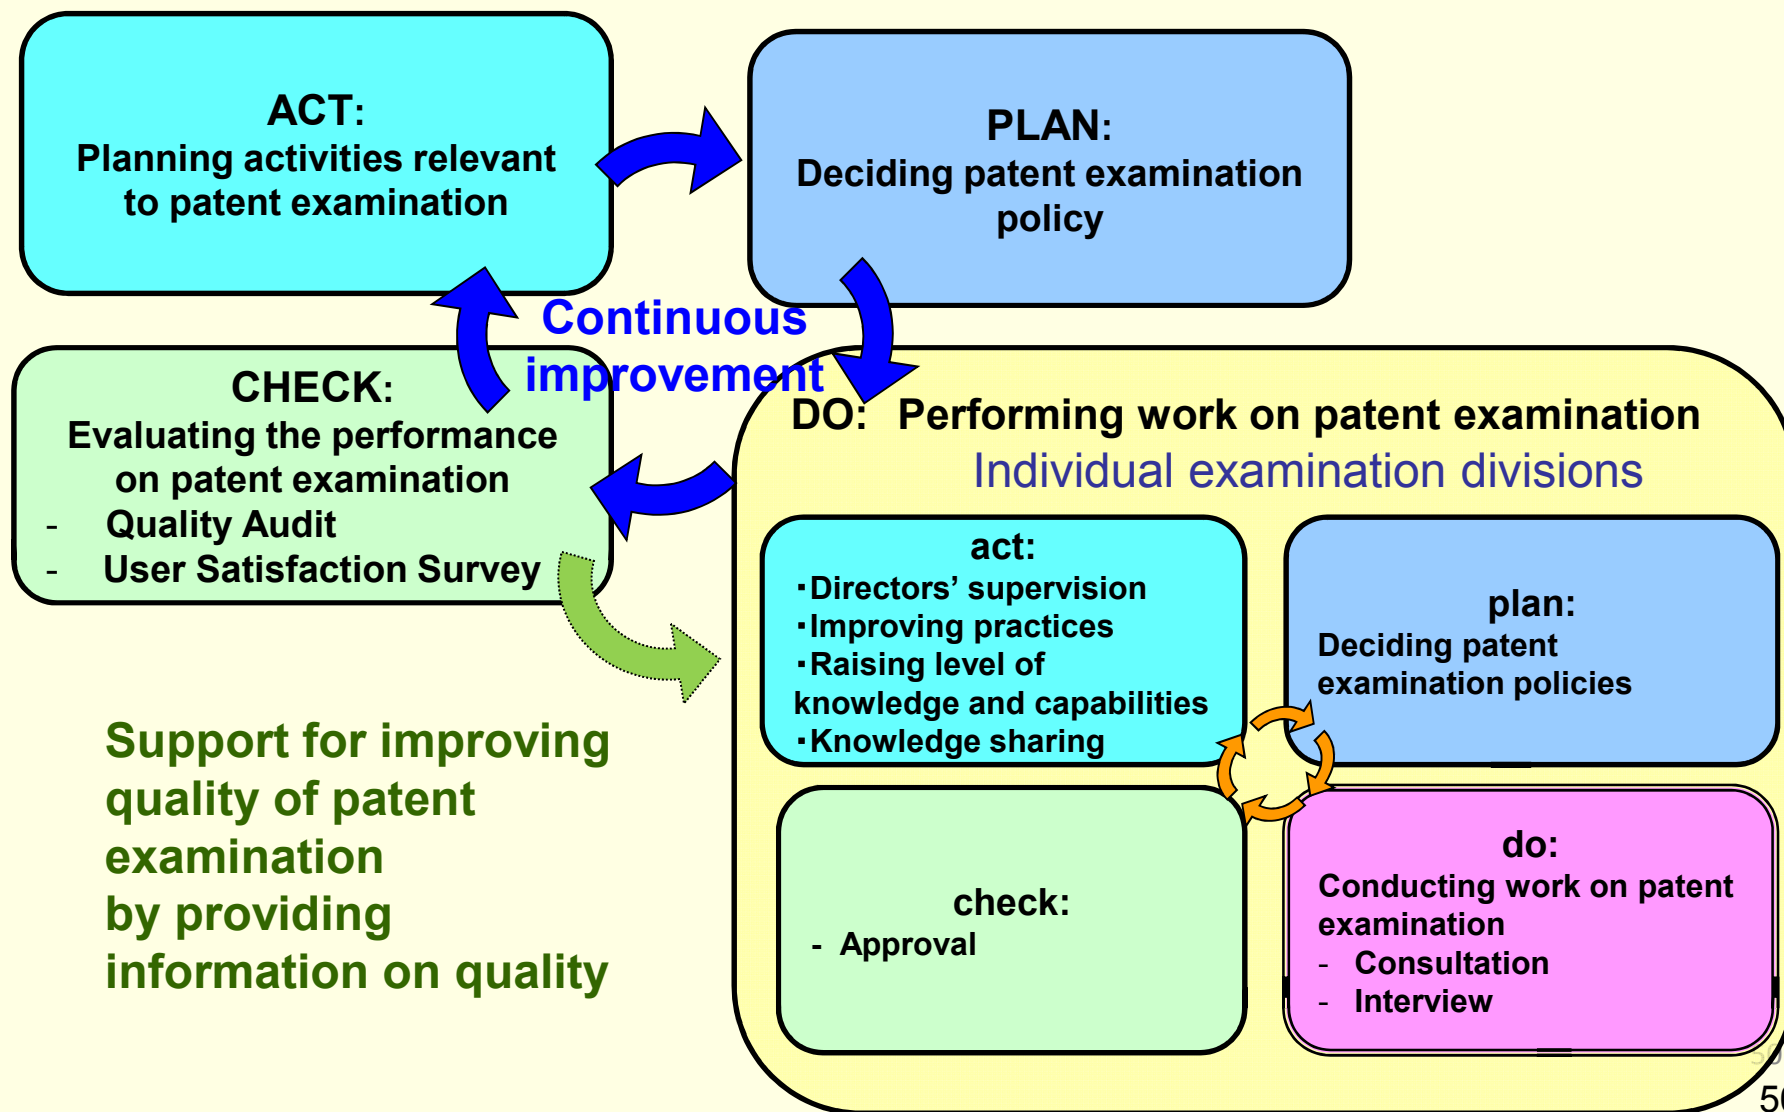 ACT:
Planning activities relevant
to patent examination
PLAN:
Deciding patent examination
policy
Continuous
improvement
CHECK:
Evaluating the performance
on patent examination
- Quality Audit
- User Satisfaction Survey
DO: Performing work on patent examination
Individual examination divisions
act:
・Directors’ supervision
・Improving practices
・Raising level of
knowledge and capabilities
・Knowledge sharing
plan:
Deciding patent
examination policies
check:
- Approval
do:
Conducting work on patent
examination
- Consultation
- Interview
Support for improving
quality of patent
examination
by providing
information on quality
50